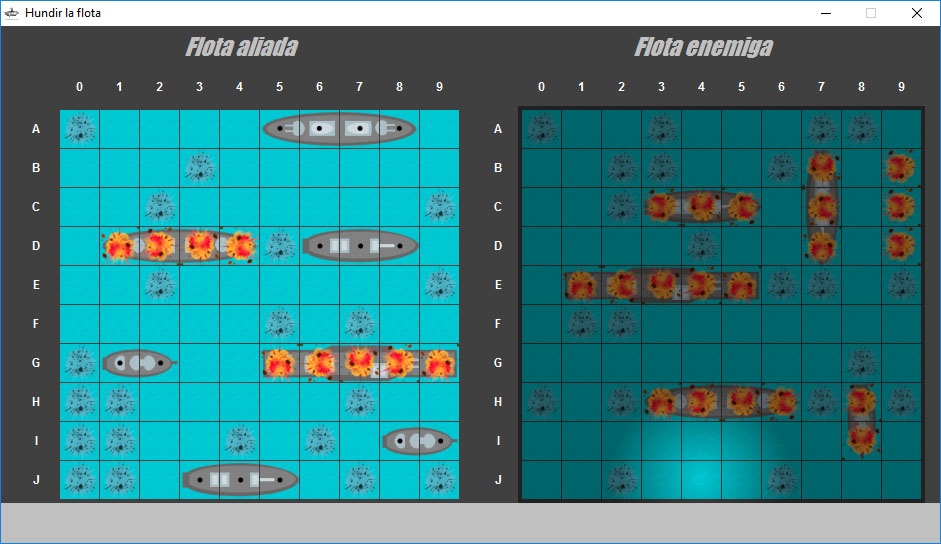 Hundir la flota
Flota aliada
Flota enemiga
0 1 2 3 4 5 6 7 8 9
0 1 2 3 4 5 6 7 8 9
A A
B B
C C
D D
E E
F F
G G
H H
I I
J J